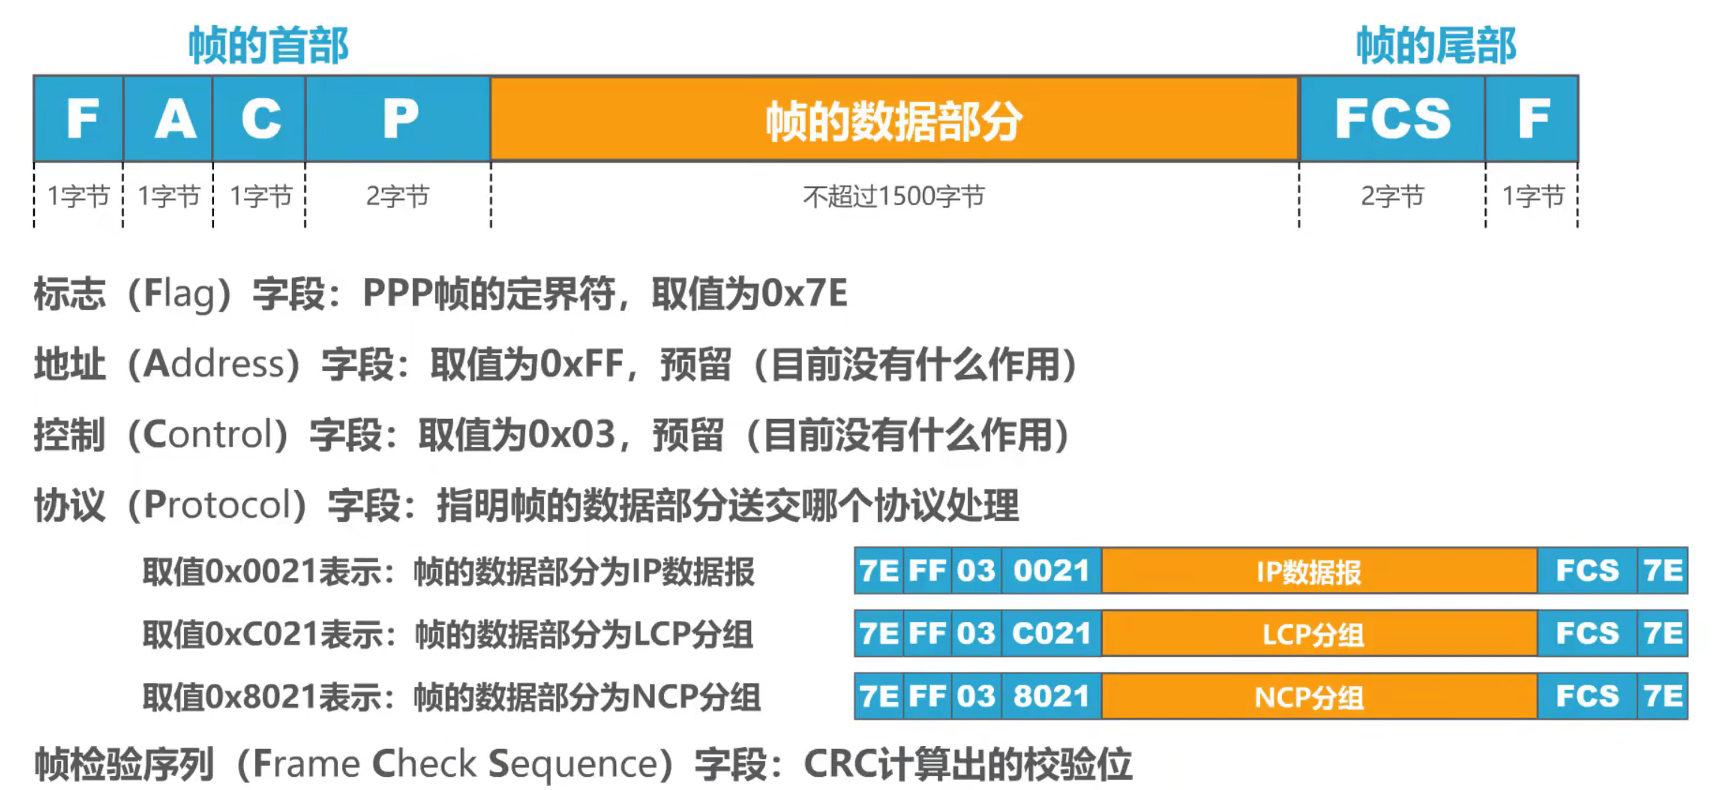 帧的首部 帧的尾部
F A C P 帧的数据部分 FCS F
1字节 1字节 1字节 2字节 不超过1500字节 2字节 1字节
标志（Flag）字段：PPP帧的定界符，取值为0x7E
地址（Address）字段：取值为0xFF，预留（目前没有什么作用）
控制（Control）字段：取值为0x03，预留（目前没有什么作用）
协议（Protocol）字段：指明帧的数据部分送交哪个协议处理
取值0x0021表示：帧的数据部分为IP数据报 7E FF 03 0021 IP数据报 FCS 7E
取值0xC021表示：帧的数据部分为LCP分组 7E FF 03 C021 LCP分组 FCS 7E
取值0x8021表示：帧的数据部分为NCP分组 7E FF 03 8021 NCP分组 FCS 7E
帧检验序列（Frame Check Sequence）字段：CRC计算出的校验位